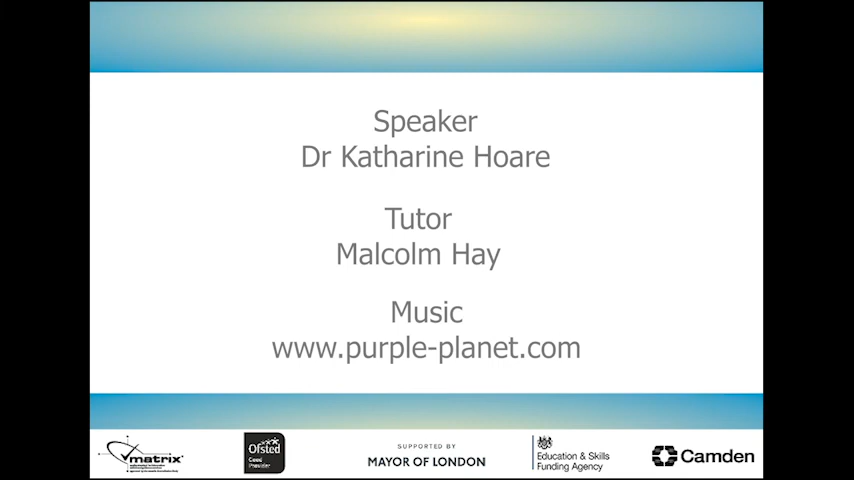 Speaker
Dr Katharine Hoare
Tutor
Malcolm Hay
Music
www.purple-planet.com
matrix
Ofsted
Good
Provider
SUPPORTED BY
MAYOR OF LONDON
Education & Skills
Funding Agency
Camden